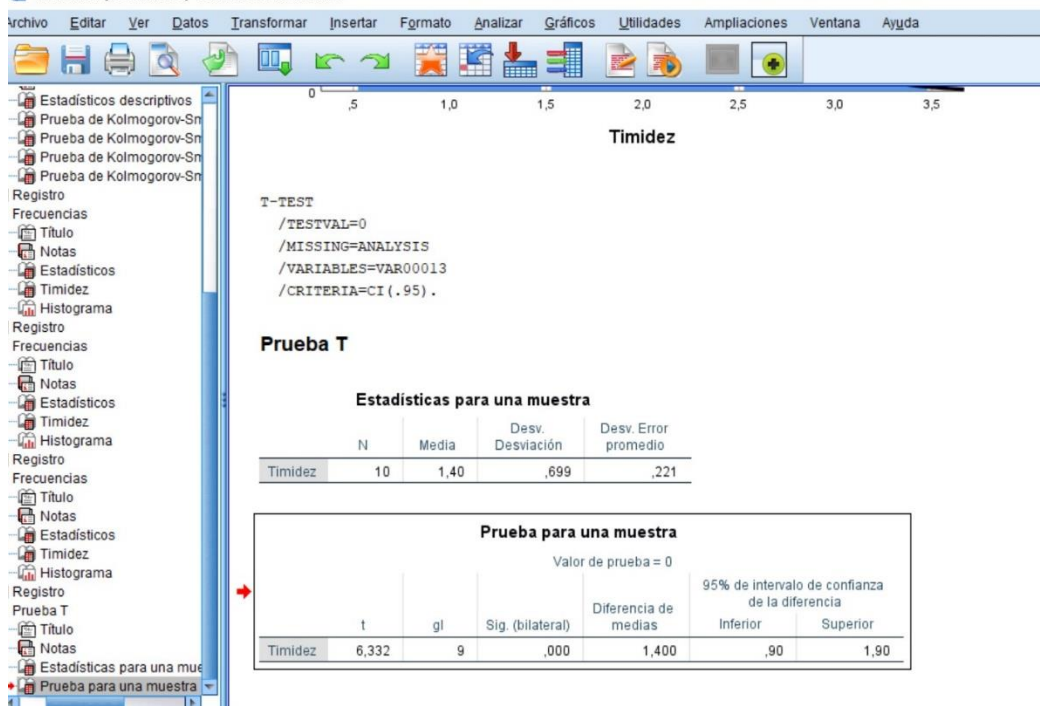 Archivo Editar Ver Datos Transformar Insertar Formato Analizar Gráficos Utilidades Ampliaciones Ventana Ayuda
Estadísticos descriptivos
Prueba de Kolmogorov-Sm
Prueba de Kolmogorov-Sm
Prueba de Kolmogorov-Sm
Prueba de Kolmogorov-Sm
Registro
Frecuencias
Título
Notas
Estadísticos
Timidez
Histograma
Registro
Frecuencias
Título
Notas
Estadísticos
Timidez
Histograma
Registro
Frecuencias
Título
Notas
Estadísticos
Timidez
Histograma
Registro
Prueba T
Título
Notas
Estadísticas para una mue
Prueba para una muestra
0
,5 1,0 1,5 2,0 2,5 3,0 3,5
Timidez
T-TEST
/TESTVAL=0
/MISSING=ANALYSIS
/VARIABLES=VAR00013
/CRITERIA=CI(.95).
Prueba T
Estadísticas para una muestra
N Media Desv. Desviación Desv. Error promedio
Timidez 10 1,40 ,699 ,221
Prueba para una muestra
Valor de prueba = 0
95% de intervalo de confianza de la diferencia
t gl Sig. (bilateral) Diferencia de medias Inferior Superior
Timidez 6,332 9 ,000 1,400 ,90 1,90